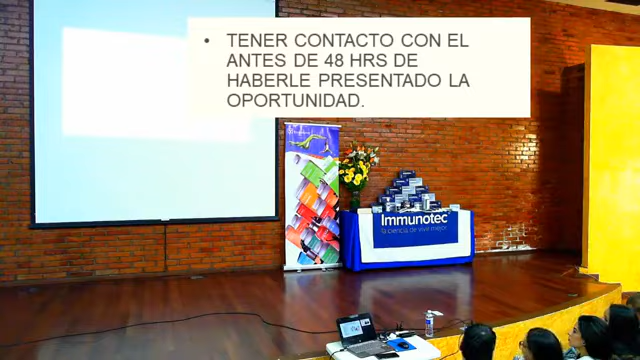 • TENER CONTACTO CON EL
ANTES DE 48 HRS DE
HABERLE PRESENTADO LA
OPORTUNIDAD.
Immunotec
la ciencia de vivir mejor